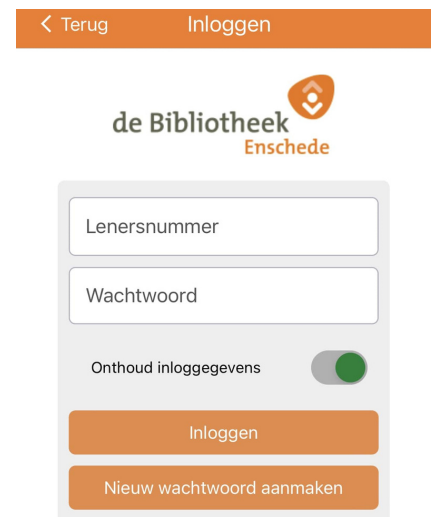 Terug Inloggen
de Bibliotheek
Enschede
Lenersnummer
Wachtwoord
Onthoud inloggegevens
Inloggen
Nieuw wachtwoord aanmaken